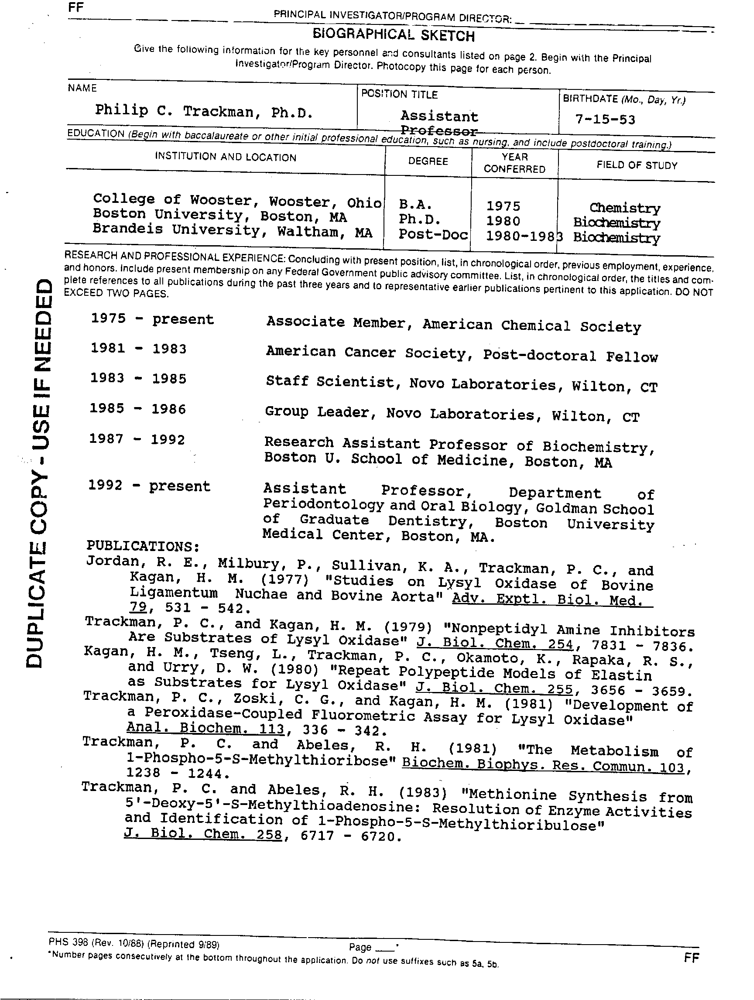 FF
PRINCIPAL INVESTIGATOR/PROGRAM DIRECTOR:
BIOGRAPHICAL SKETCH
Give the following information for the key personnel and consultants listed on page 2. Begin with the Principal
Investigator/Program Director. Photocopy this page for each person.
NAME
POSITION TITLE
BIRTHDATE (Mo., Day, Yr.)
Philip C. Trackman, Ph.D.
Assistant
Professor
7-15-53
EDUCATION (Begin with baccalaureate or other initial professional education, such as nursing, and include postdoctoral training.)
INSTITUTION AND LOCATION
DEGREE
YEAR
CONFERRED
FIELD OF STUDY
College of Wooster, Wooster, Ohio B.A. 1975 Chemistry
Boston University, Boston, MA Ph.D. 1980 Biochemistry
Brandeis University, Waltham, MA Post-Doc 1980-1983 Biochemistry
RESEARCH AND PROFESSIONAL EXPERIENCE: Concluding with present position, list, in chronological order, previous employment, experience,
and honors. Include present membership on any Federal Government public advisory committee. List, in chronological order, the titles and com-
plete references to all publications during the past three years and to representative earlier publications pertinent to this application. DO NOT
EXCEED TWO PAGES.
DUPLICATE COPY - USE IF NEEDED
1975 - present Associate Member, American Chemical Society
1981 - 1983 American Cancer Society, Post-doctoral Fellow
1983 - 1985 Staff Scientist, Novo Laboratories, Wilton, CT
1985 - 1986 Group Leader, Novo Laboratories, Wilton, CT
1987 - 1992 Research Assistant Professor of Biochemistry,
Boston U. School of Medicine, Boston, MA
1992 - present Assistant Professor, Department of
Periodontology and Oral Biology, Goldman School
of Graduate Dentistry, Boston University
Medical Center, Boston, MA.
PUBLICATIONS:
Jordan, R. E., Milbury, P., Sullivan, K. A., Trackman, P. C., and
Kagan, H. M. (1977) "Studies on Lysyl Oxidase of Bovine
Ligamentum Nuchae and Bovine Aorta" Adv. Exptl. Biol. Med.
79, 531 - 542.
Trackman, P. C., and Kagan, H. M. (1979) "Nonpeptidyl Amine Inhibitors
Are Substrates of Lysyl Oxidase" J. Biol. Chem. 254, 7831 - 7836.
Kagan, H. M., Tseng, L., Trackman, P. C., Okamoto, K., Rapaka, R. S.,
and Urry, D. W. (1980) "Repeat Polypeptide Models of Elastin
as Substrates for Lysyl Oxidase" J. Biol. Chem. 255, 3656 - 3659.
Trackman, P. C., Zoski, C. G., and Kagan, H. M. (1981) "Development of
a Peroxidase-Coupled Fluorometric Assay for Lysyl Oxidase"
Anal. Biochem. 113, 336 - 342.
Trackman, P. C. and Abeles, R. H. (1981) "The Metabolism of
1-Phospho-5-S-Methylthioribose" Biochem. Biophys. Res. Commun. 103,
1238 - 1244.
Trackman, P. C. and Abeles, R. H. (1983) "Methionine Synthesis from
5'-Deoxy-5'-S-Methylthioadenosine: Resolution of Enzyme Activities
and Identification of 1-Phospho-5-S-Methylthioribulose"
J. Biol. Chem. 258, 6717 - 6720.
PHS 398 (Rev. 10/88) (Reprinted 9/89)
Page ____*
*Number pages consecutively at the bottom throughout the application. Do not use suffixes such as 5a, 5b.
FF